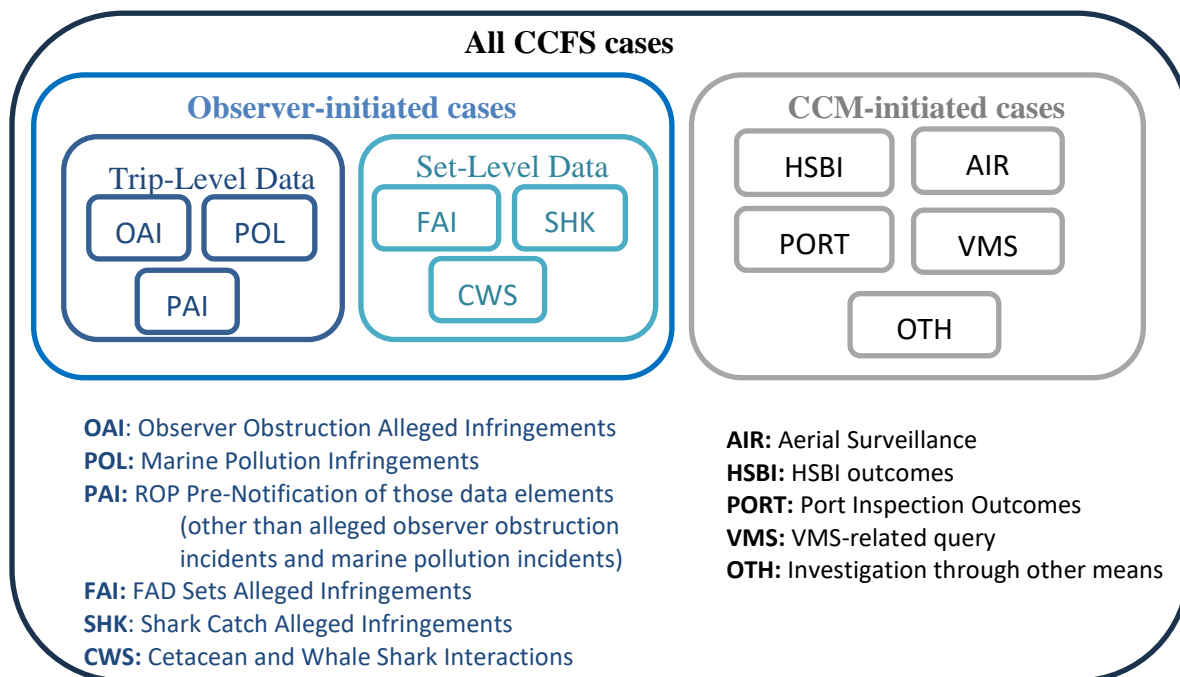 All CCFS cases
Observer-initiated cases
Trip-Level Data
OAI
POL
PAI
Set-Level Data
FAI
SHK
CWS
CCM-initiated cases
HSBI
AIR
PORT
VMS
OTH
OAI: Observer Obstruction Alleged Infringements
POL: Marine Pollution Infringements
PAI: ROP Pre-Notification of those data elements
(other than alleged observer obstruction
incidents and marine pollution incidents)
FAI: FAD Sets Alleged Infringements
SHK: Shark Catch Alleged Infringements
CWS: Cetacean and Whale Shark Interactions
AIR: Aerial Surveillance
HSBI: HSBI outcomes
PORT: Port Inspection Outcomes
VMS: VMS-related query
OTH: Investigation through other means